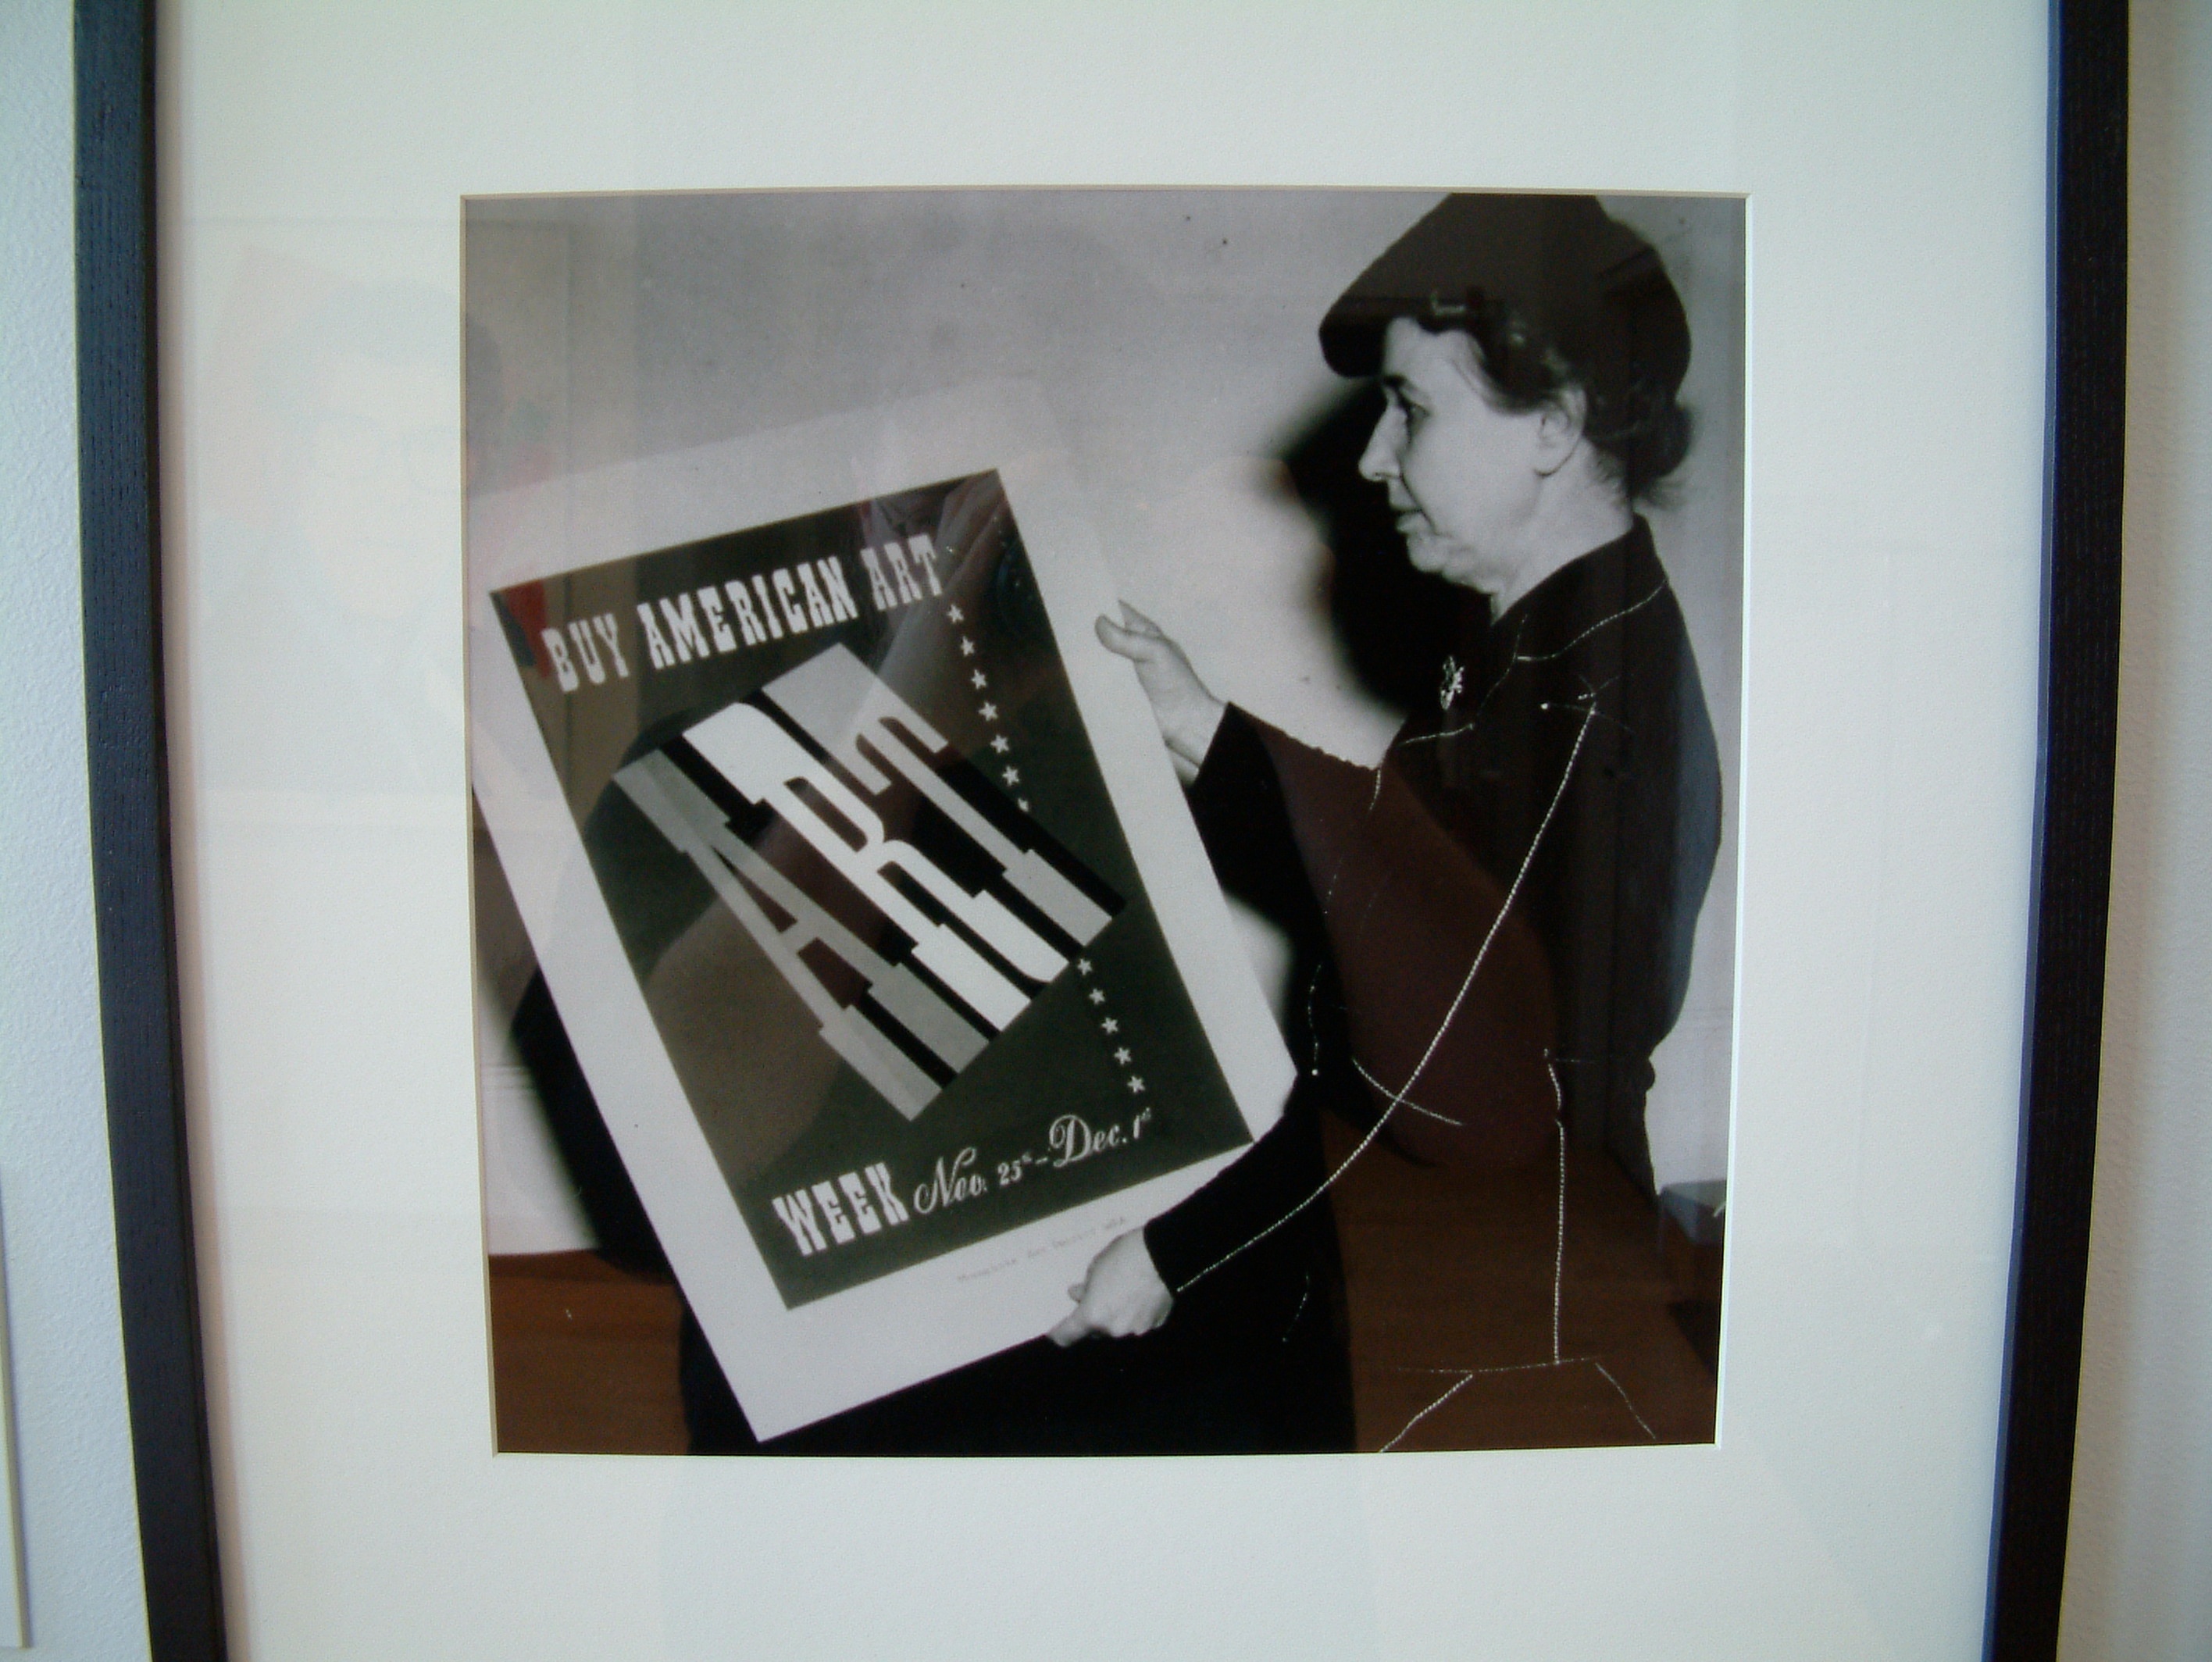 BUY AMERICAN ART
ART
WEEK Nov. 25th - Dec. 1st